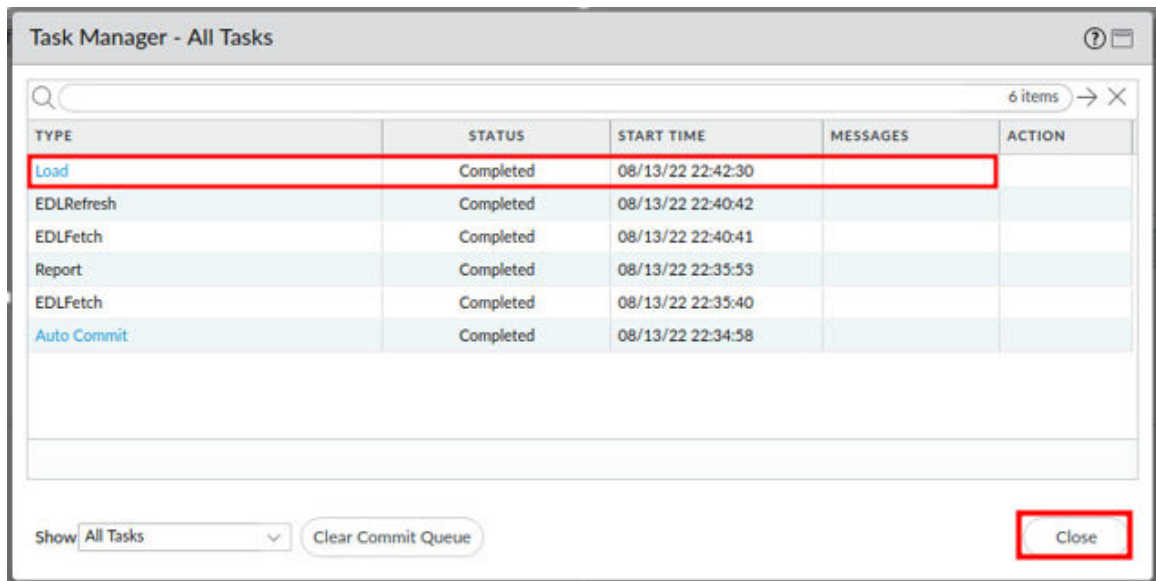 Task Manager - All Tasks
6 items
TYPE STATUS START TIME MESSAGES ACTION
Load Completed 08/13/22 22:42:30
EDLRefresh Completed 08/13/22 22:40:42
EDLFetch Completed 08/13/22 22:40:41
Report Completed 08/13/22 22:35:53
EDLFetch Completed 08/13/22 22:35:40
Auto Commit Completed 08/13/22 22:34:58
Show All Tasks Clear Commit Queue Close